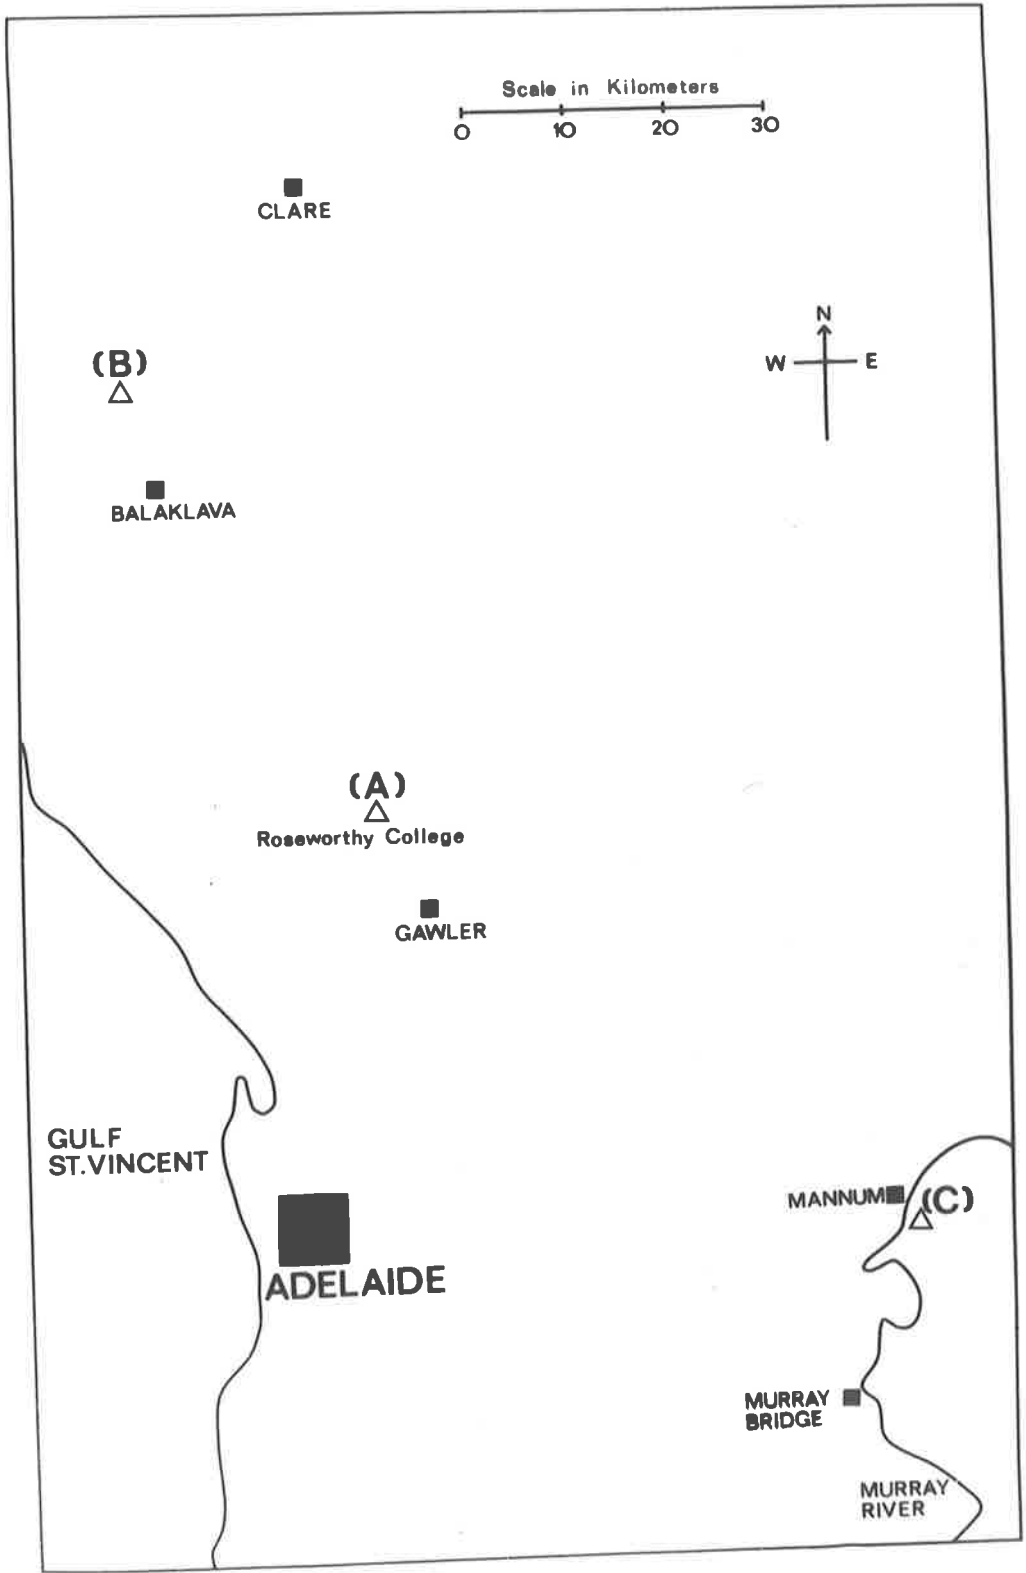 Scale in Kilometers
0 10 20 30
CLARE
N
W E
(B)
BALAKLAVA
(A)
Roseworthy College
GAWLER
GULF
ST.VINCENT
MANNUM (C)
ADELAIDE
MURRAY
BRIDGE
MURRAY
RIVER